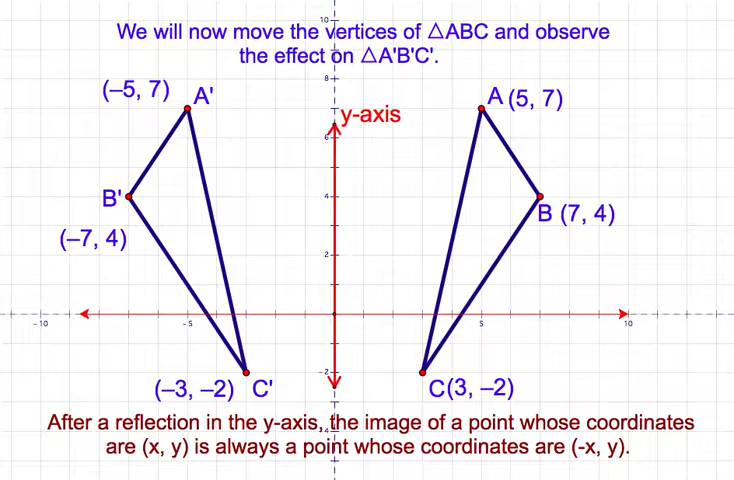 We will now move the vertices of △ABC and observe
the effect on △A'B'C'.
10
8
(–5, 7) A'
A (5, 7)
y-axis
6
B'
4
B (7, 4)
(–7, 4)
2
-10
-5
5
10
-2
(–3, –2) C'
C(3, –2)
After a reflection in the y-axis, the image of a point whose coordinates
-4
are (x, y) is always a point whose coordinates are (-x, y).